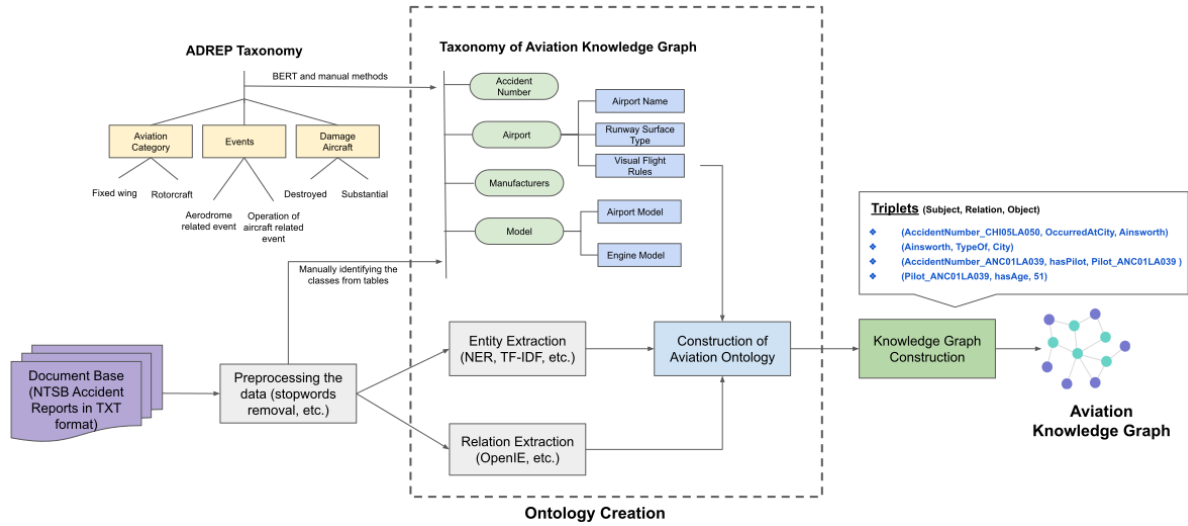 ADREP Taxonomy
BERT and manual methods
Aviation
Category
Events
Damage
Aircraft
Fixed wing
Rotorcraft
Aerodrome
related event
Operation of
aircraft related
event
Destroyed
Substantial
Taxonomy of Aviation Knowledge Graph
Accident
Number
Airport
Airport Name
Runway Surface
Type
Visual Flight
Rules
Manufacturers
Model
Airport Model
Engine Model
Manually identifying the
classes from tables
Document Base
(NTSB Accident
Reports in TXT
format)
Preprocessing the
data (stopwords
removal, etc.)
Entity Extraction
(NER, TF-IDF, etc.)
Relation Extraction
(OpenIE, etc.)
Construction of
Aviation Ontology
Ontology Creation
Triplets (Subject, Relation, Object)
❖ (AccidentNumber_CHI05LA050, OccurredAtCity, Ainsworth)
❖ (Ainsworth, TypeOf, City)
❖ (AccidentNumber_ANC01LA039, hasPilot, Pilot_ANC01LA039 )
❖ (Pilot_ANC01LA039, hasAge, 51)
Knowledge Graph
Construction
Aviation
Knowledge Graph